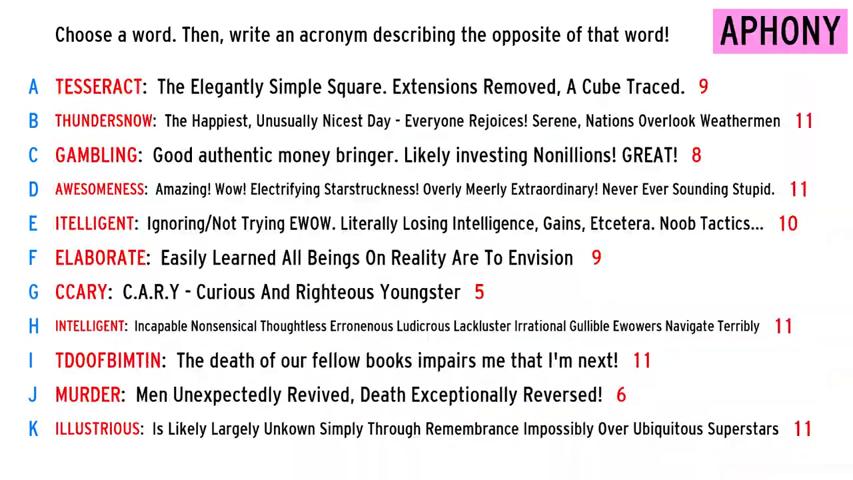 Choose a word. Then, write an acronym describing the opposite of that word! APHONY
A TESSERACT: The Elegantly Simple Square. Extensions Removed, A Cube Traced. 9
B THUNDERSNOW: The Happiest, Unusually Nicest Day - Everyone Rejoices! Serene, Nations Overlook Weathermen 11
C GAMBLING: Good authentic money bringer. Likely investing Nonillions! GREAT! 8
D AWESOMENESS: Amazing! Wow! Electrifying Starstruckness! Overly Meerly Extraordinary! Never Ever Sounding Stupid. 11
E ITELLIGENT: Ignoring/Not Trying EWOW. Literally Losing Intelligence, Gains, Etcetera. Noob Tactics... 10
F ELABORATE: Easily Learned All Beings On Reality Are To Envision 9
G CCARY: C.A.R.Y - Curious And Righteous Youngster 5
H INTELLIGENT: Incapable Nonsensical Thoughtless Erronenous Ludicrous Lackluster Irrational Gullible Ewowers Navigate Terribly 11
I TDOOFBIMTIN: The death of our fellow books impairs me that I'm next! 11
J MURDER: Men Unexpectedly Revived, Death Exceptionally Reversed! 6
K ILLUSTRIOUS: Is Likely Largely Unkown Simply Through Remembrance Impossibly Over Ubiquitous Superstars 11